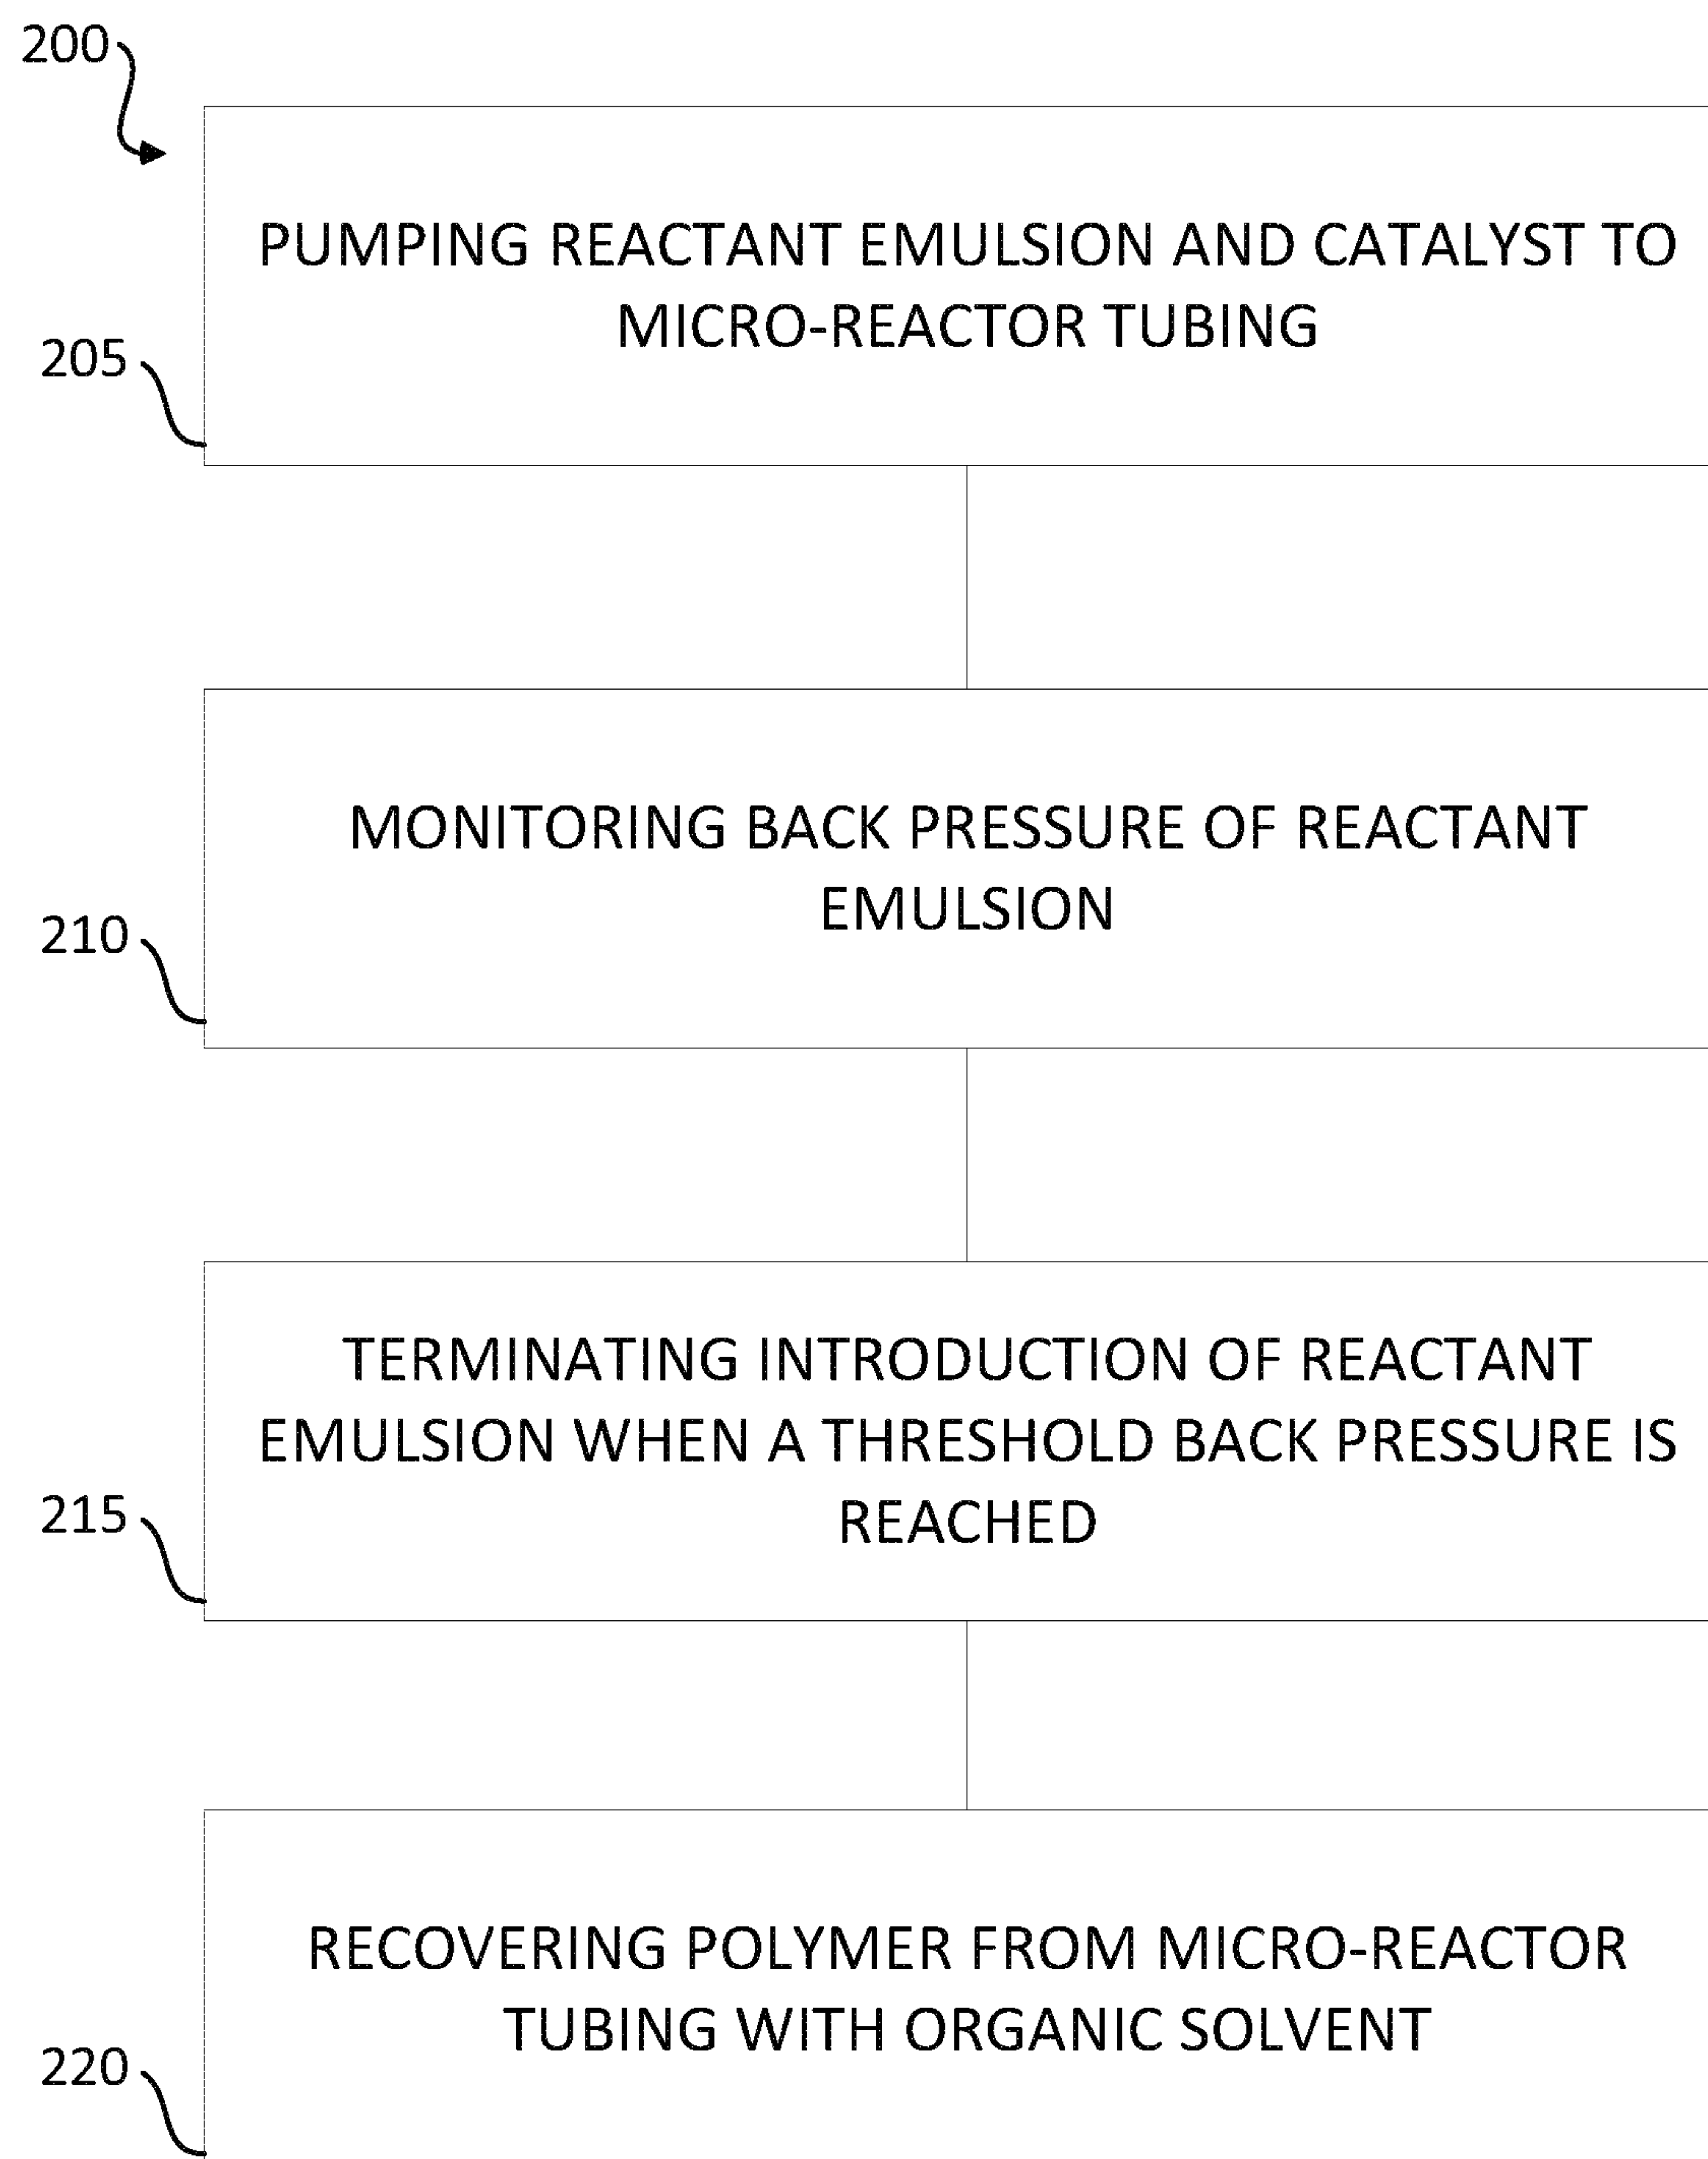 200
PUMPING REACTANT EMULSION AND CATALYST TO
MICRO-REACTOR TUBING
205
MONITORING BACK PRESSURE OF REACTANT
EMULSION
210
TERMINATING INTRODUCTION OF REACTANT
EMULSION WHEN A THRESHOLD BACK PRESSURE IS
REACHED
215
RECOVERING POLYMER FROM MICRO-REACTOR
TUBING WITH ORGANIC SOLVENT
220